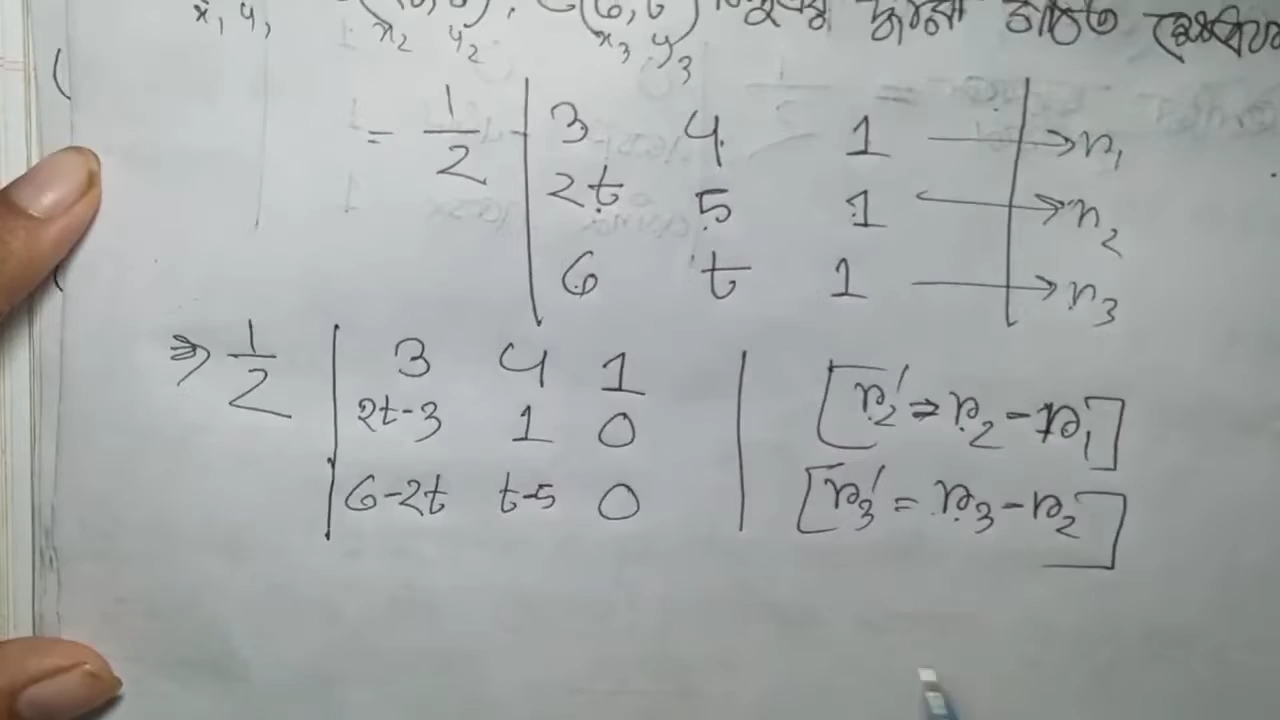 x₁ y₁ x₂ y₂ x₃ y₃
= 1/2 | 3 4 1 | → r₁
| 2t 5 1 | → r₂
| 6 t 1 | → r₃
⇒ 1/2 | 3 4 1 |
| 2t-3 1 0 | [r₂' = r₂ - r₁]
| 6-2t t-5 0 | [r₃' = r₃ - r₂]